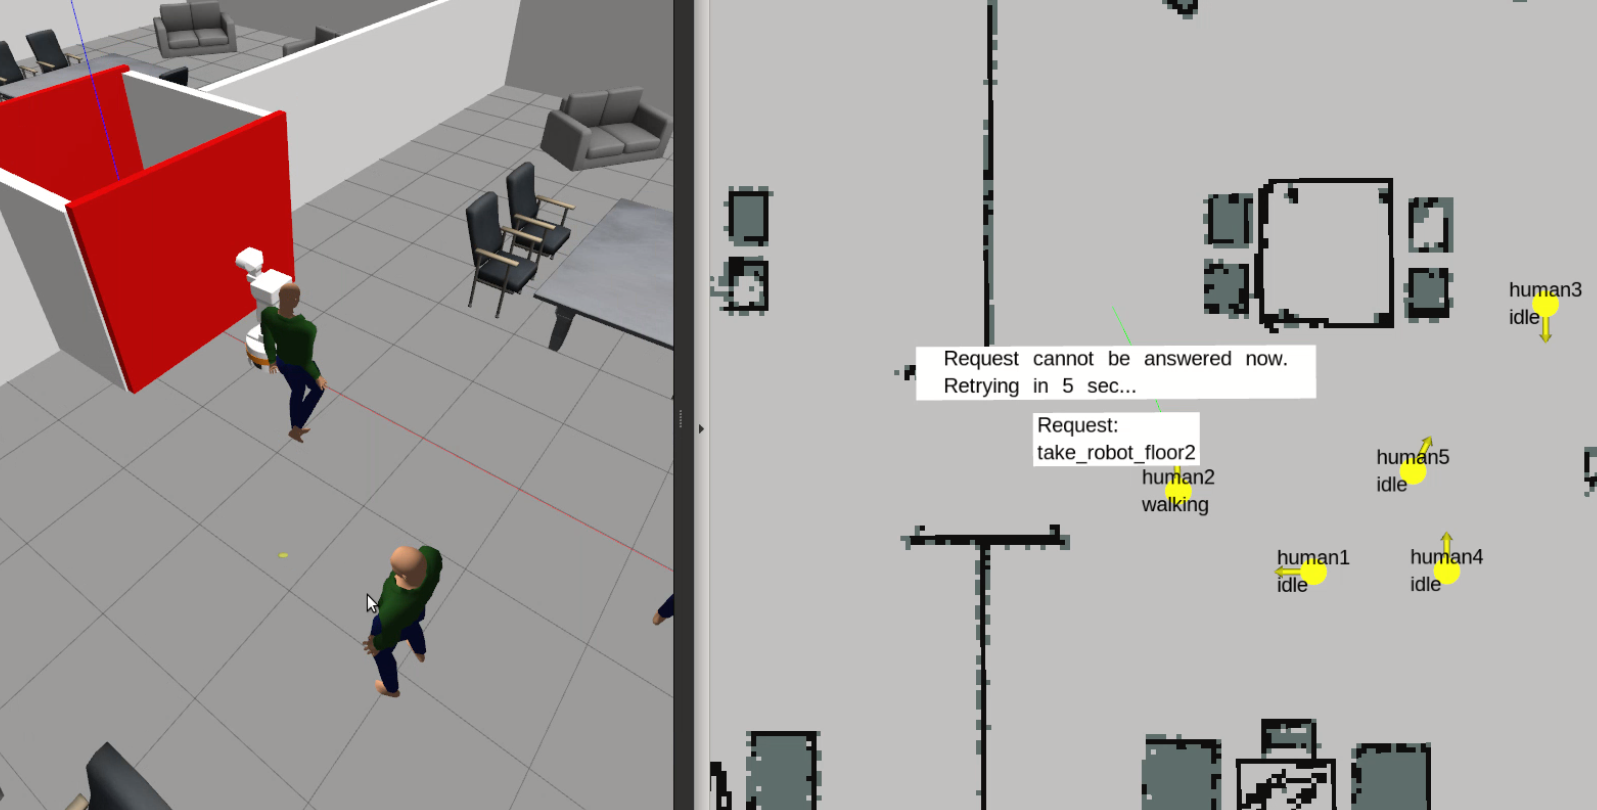 human3
idle
Request cannot be answered now.
Retrying in 5 sec...
Request:
take_robot_floor2
human2
walking
human5
idle
human1
idle
human4
idle